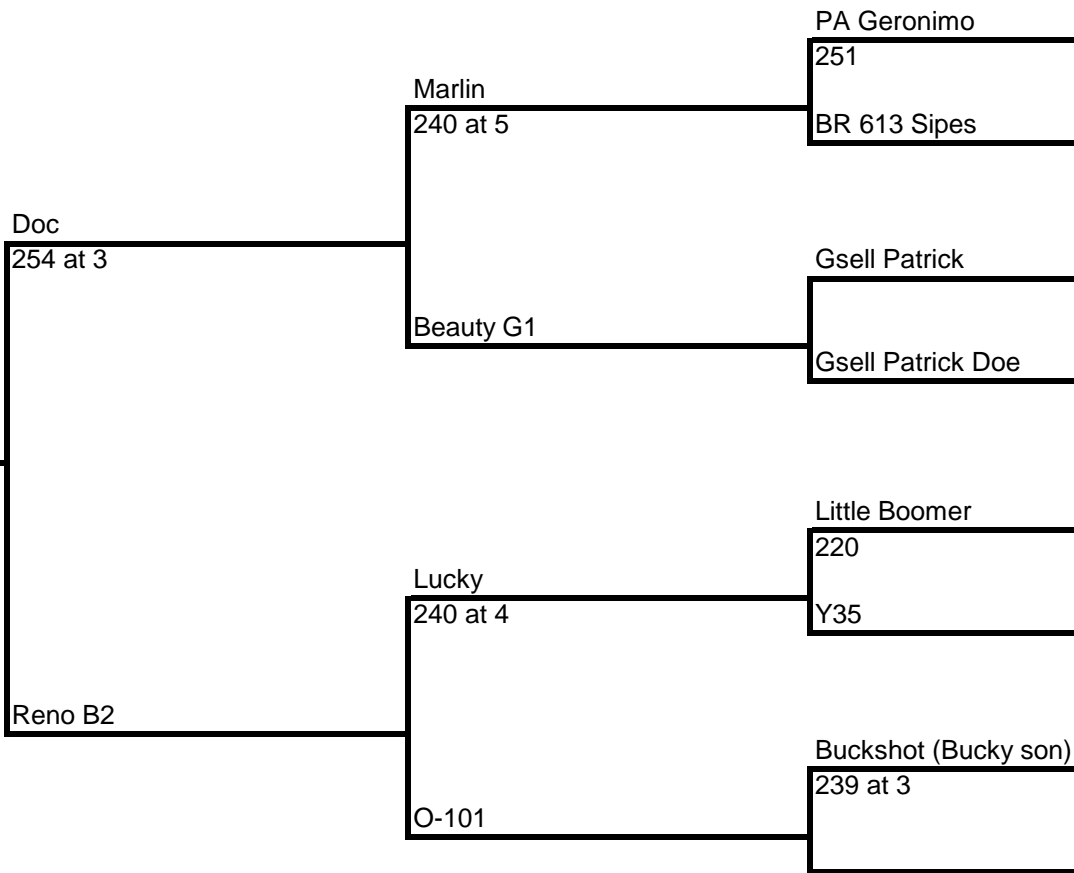 PA Geronimo
251
Marlin
240 at 5
BR 613 Sipes
Doc
254 at 3
Gsell Patrick
Beauty G1
Gsell Patrick Doe
Little Boomer
220
Lucky
240 at 4
Y35
Reno B2
Buckshot (Bucky son)
239 at 3
O-101